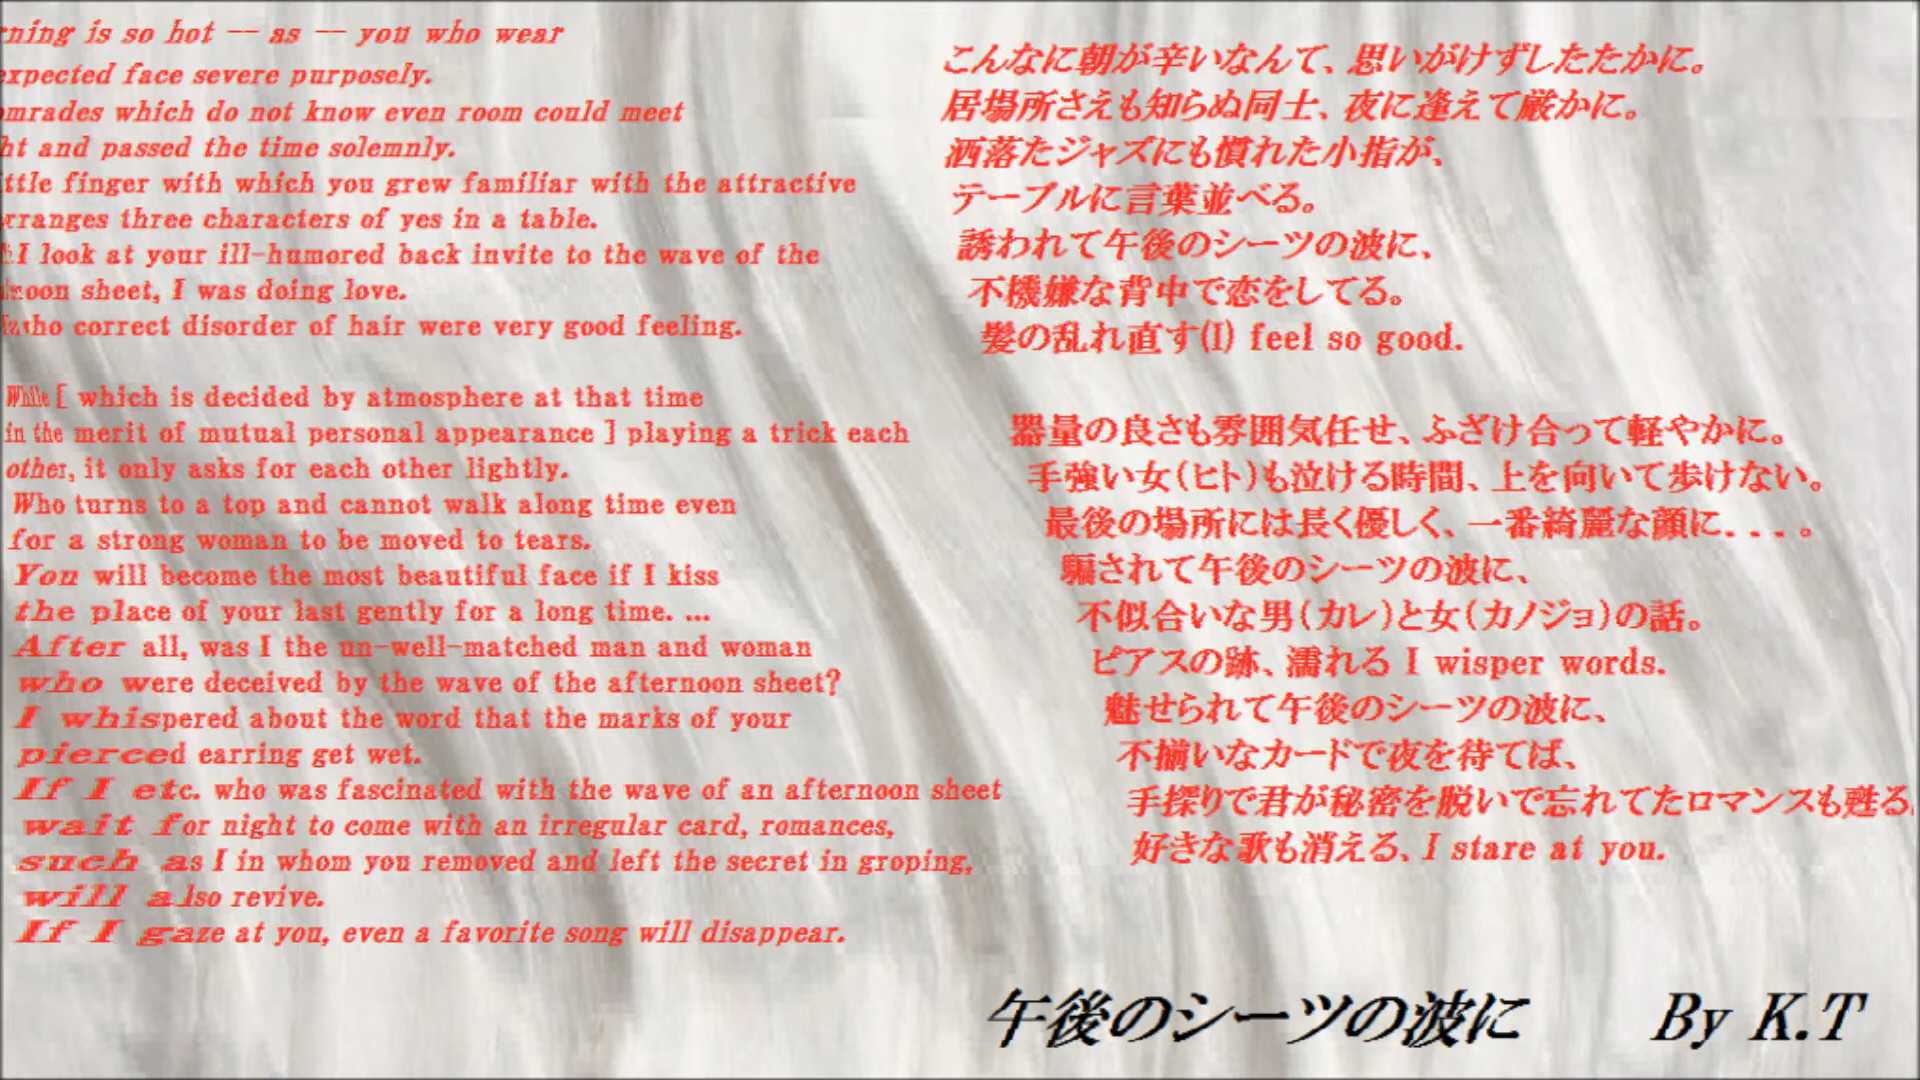 ning is so hot -- as -- you who wear
expected face severe purposely.
omrades which do not know even room could meet
ht and passed the time solemnly.
ittle finger with which you grew familiar with the attractive
rranges three characters of yes in a table.
I look at your ill-humored back invite to the wave of the
noon sheet, I was doing love.
who correct disorder of hair were very good feeling.
While [ which is decided by atmosphere at that time
in the merit of mutual personal appearance ] playing a trick each
other, it only asks for each other lightly.
Who turns to a top and cannot walk along time even
for a strong woman to be moved to tears.
You will become the most beautiful face if I kiss
the place of your last gently for a long time. ...
After all, was I the un-well-matched man and woman
who were deceived by the wave of the afternoon sheet?
I whispered about the word that the marks of your
pierced earring get wet.
If I etc. who was fascinated with the wave of an afternoon sheet
wait for night to come with an irregular card, romances,
such as I in whom you removed and left the secret in groping,
will also revive.
If I gaze at you, even a favorite song will disappear.
こんなに朝が辛いなんて、思いがけずしたたかに。
居場所さえも知らぬ同士、夜に逢えて厳かに。
洒落たジャズにも慣れた小指が、
テーブルに言葉並べる。
誘われて午後のシーツの波に、
不機嫌な背中で恋をしてる。
髪の乱れ直す(I) feel so good.
器量の良さも雰囲気任せ、ふざけ合って軽やかに。
手強い女(ヒト)も泣ける時間、上を向いて歩けない。
最後の場所には長く優しく、一番綺麗な顔に...。
騙されて午後のシーツの波に、
不似合いな男(カレ)と女(カノジョ)の話。
ピアスの跡、濡れる I wisper words.
魅せられて午後のシーツの波に、
不揃いなカードで夜を待てば、
手探りで君が秘密を脱いで忘れてたロマンスも甦る。
好きな歌も消える、I stare at you.
午後のシーツの波に By K.T